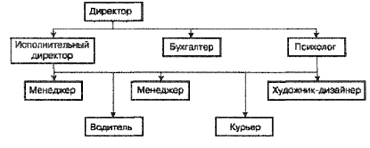 Директор
Исполнительный
директор
Бухгалтер
Психолог
Менеджер
Менеджер
Художник-дизайнер
Водитель
Курьер